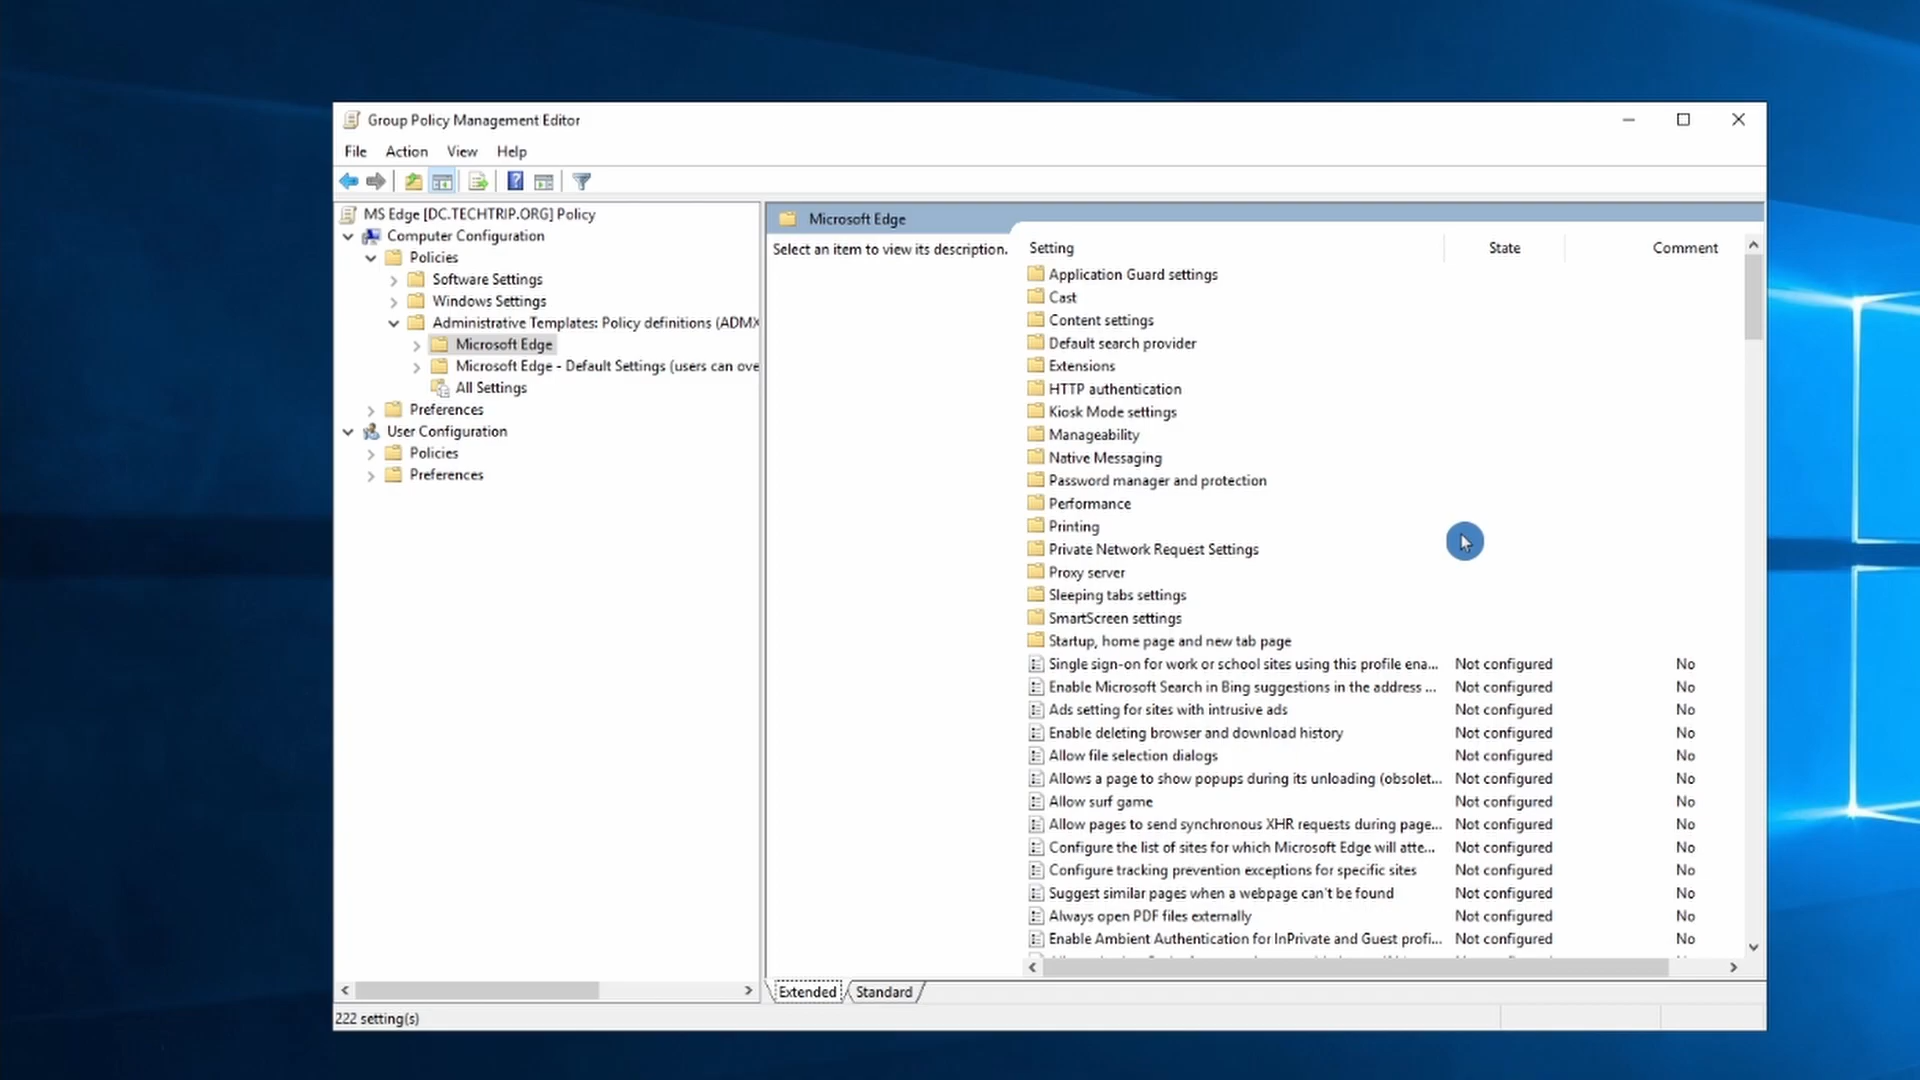 Group Policy Management Editor
File Action View Help
MS Edge [DC.TECHTRIP.ORG] Policy
Computer Configuration
Policies
Software Settings
Windows Settings
Administrative Templates: Policy definitions (ADMX
Microsoft Edge
Microsoft Edge - Default Settings (users can ove
All Settings
Preferences
User Configuration
Policies
Preferences
Microsoft Edge
Select an item to view its description.
Setting State Comment
Application Guard settings
Cast
Content settings
Default search provider
Extensions
HTTP authentication
Kiosk Mode settings
Manageability
Native Messaging
Password manager and protection
Performance
Printing
Private Network Request Settings
Proxy server
Sleeping tabs settings
SmartScreen settings
Startup, home page and new tab page
Single sign-on for work or school sites using this profile ena... Not configured No
Enable Microsoft Search in Bing suggestions in the address ... Not configured No
Ads setting for sites with intrusive ads Not configured No
Enable deleting browser and download history Not configured No
Allow file selection dialogs Not configured No
Allows a page to show popups during its unloading (obsolet... Not configured No
Allow surf game Not configured No
Allow pages to send synchronous XHR requests during page... Not configured No
Configure the list of sites for which Microsoft Edge will atte... Not configured No
Configure tracking prevention exceptions for specific sites Not configured No
Suggest similar pages when a webpage can't be found Not configured No
Always open PDF files externally Not configured No
Enable Ambient Authentication for InPrivate and Guest profi... Not configured No
Extended Standard
222 setting(s)